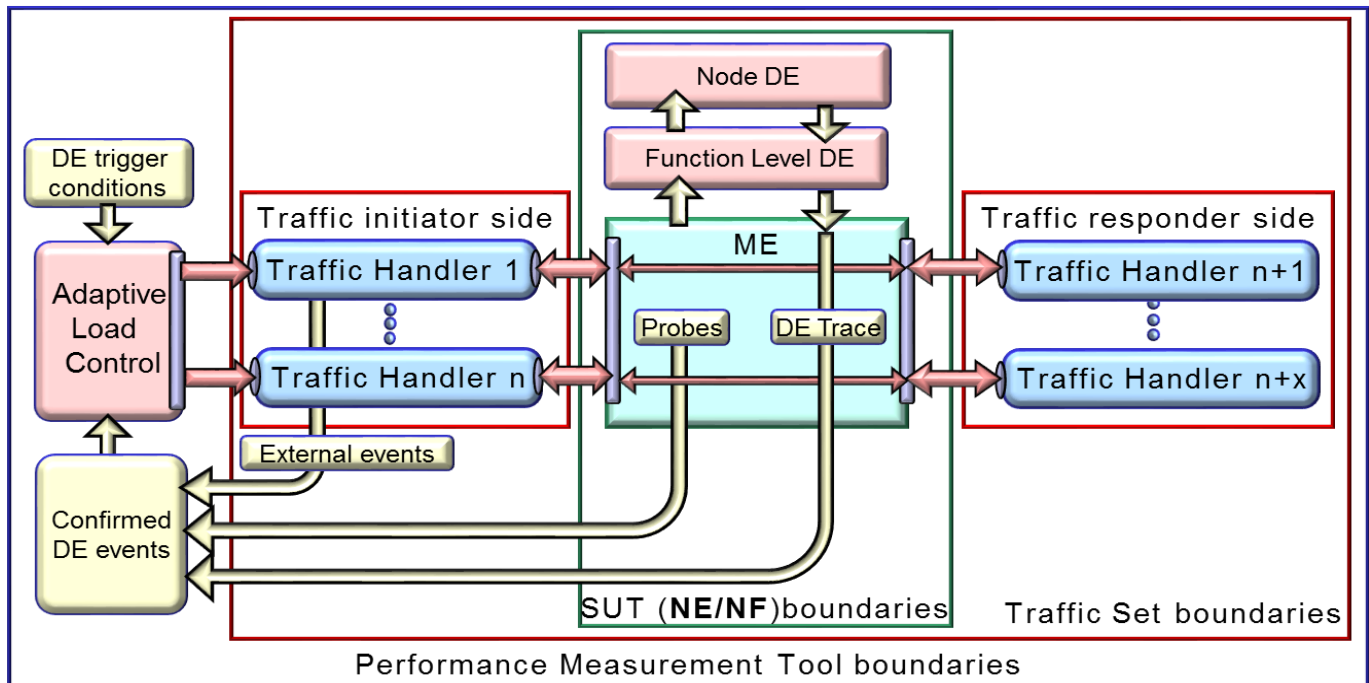 Node DE
Function Level DE
DE trigger
conditions
Traffic initiator side
ME
Traffic responder side
Adaptive
Load
Control
Traffic Handler 1
Traffic Handler n+1
Probes
DE Trace
Traffic Handler n
Traffic Handler n+x
External events
Confirmed
DE events
SUT (NE/NF)boundaries
Traffic Set boundaries
Performance Measurement Tool boundaries